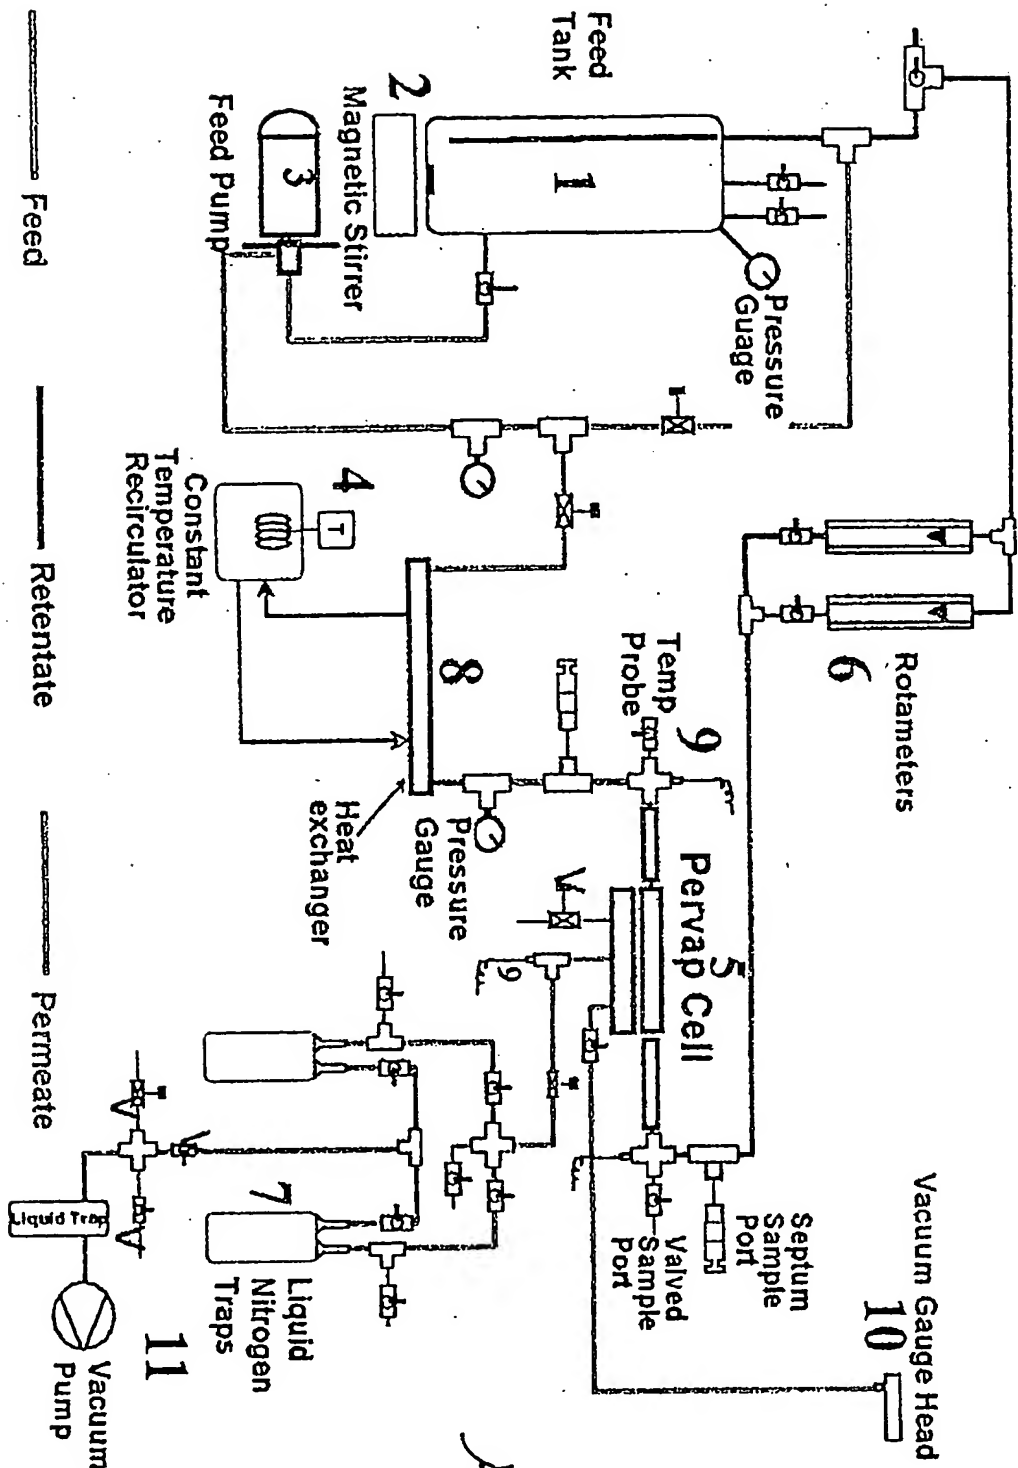 Feed
Tank
1
2
Magnetic Stirrer
3
Feed Pump
Pressure
Guage
Rotameters
6
Temp
Probe
9
4
T
Constant
Temperature
Recirculator
8
Pressure
Gauge
Heat
exchanger
5
Pervap Cell
9
V
Septum
Sample
Port
Valved
Sample
Port
Vacuum Gauge Head
10
7
Liquid
Nitrogen
Traps
V
V
V
Liquid Trap
11
Vacuum
Pump
Feed
Retentate
Permeate